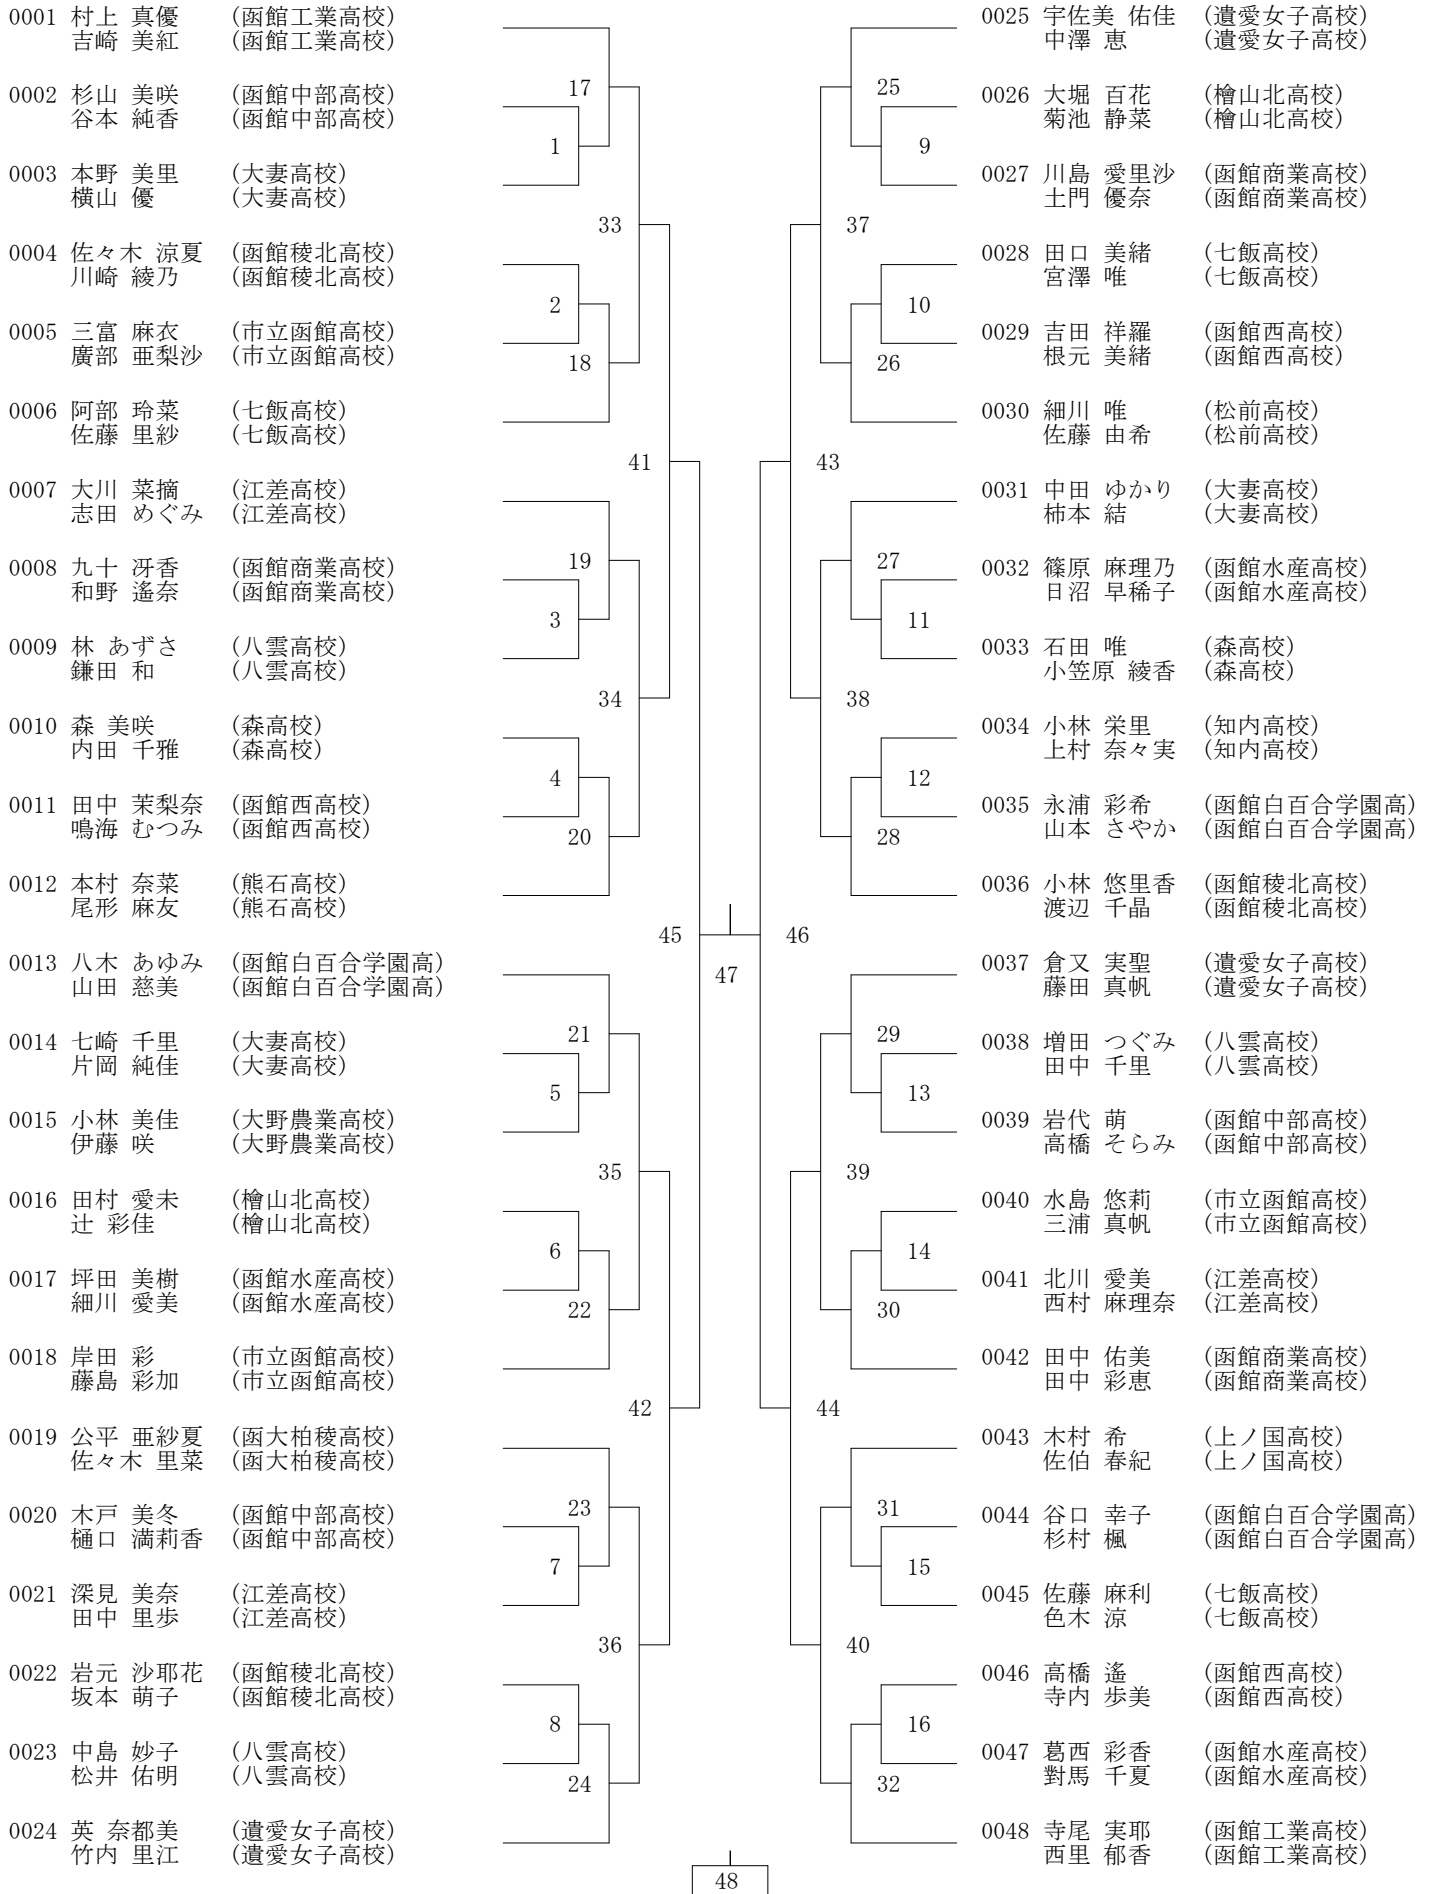 0001 村上 真優 (函館工業高校)
吉崎 美紅 (函館工業高校)
0002 杉山 美咲 (函館中部高校)
谷本 純香 (函館中部高校)
0003 本野 美里 (大妻高校)
横山 優 (大妻高校)
0004 佐々木 涼夏 (函館稜北高校)
川崎 綾乃 (函館稜北高校)
0005 三富 麻衣 (市立函館高校)
廣部 亜梨沙 (市立函館高校)
0006 阿部 玲菜 (七飯高校)
佐藤 里紗 (七飯高校)
0007 大川 菜摘 (江差高校)
志田 めぐみ (江差高校)
0008 九十 冴香 (函館商業高校)
和野 遙奈 (函館商業高校)
0009 林 あずさ (八雲高校)
鎌田 和 (八雲高校)
0010 森 美咲 (森高校)
内田 千雅 (森高校)
0011 田中 茉梨奈 (函館西高校)
鳴海 むつみ (函館西高校)
0012 本村 奈菜 (熊石高校)
尾形 麻友 (熊石高校)
0013 八木 あゆみ (函館白百合学園高)
山田 慈美 (函館白百合学園高)
0014 七崎 千里 (大妻高校)
片岡 純佳 (大妻高校)
0015 小林 美佳 (大野農業高校)
伊藤 咲 (大野農業高校)
0016 田村 愛未 (檜山北高校)
辻 彩佳 (檜山北高校)
0017 坪田 美樹 (函館水産高校)
細川 愛美 (函館水産高校)
0018 岸田 彩 (市立函館高校)
藤島 彩加 (市立函館高校)
0019 公平 亜紗夏 (函大柏稜高校)
佐々木 里菜 (函大柏稜高校)
0020 木戸 美冬 (函館中部高校)
樋口 満莉香 (函館中部高校)
0021 深見 美奈 (江差高校)
田中 里歩 (江差高校)
0022 岩元 沙耶花 (函館稜北高校)
坂本 萌子 (函館稜北高校)
0023 中島 妙子 (八雲高校)
松井 佑明 (八雲高校)
0024 英 奈都美 (遺愛女子高校)
竹内 里江 (遺愛女子高校)
17
1
33
2
18
41
19
3
34
4
20
45
21
5
35
6
22
42
23
7
36
8
24
47
48
25
9
37
10
26
43
27
11
38
12
28
46
29
13
39
14
30
44
31
15
40
16
32
0025 宇佐美 佑佳 (遺愛女子高校)
中澤 恵 (遺愛女子高校)
0026 大堀 百花 (檜山北高校)
菊池 静菜 (檜山北高校)
0027 川島 愛里沙 (函館商業高校)
土門 優奈 (函館商業高校)
0028 田口 美緒 (七飯高校)
宮澤 唯 (七飯高校)
0029 吉田 祥羅 (函館西高校)
根元 美緒 (函館西高校)
0030 細川 唯 (松前高校)
佐藤 由希 (松前高校)
0031 中田 ゆかり (大妻高校)
柿本 結 (大妻高校)
0032 篠原 麻理乃 (函館水産高校)
日沼 早稀子 (函館水産高校)
0033 石田 唯 (森高校)
小笠原 綾香 (森高校)
0034 小林 栄里 (知内高校)
上村 奈々実 (知内高校)
0035 永浦 彩希 (函館白百合学園高)
山本 さやか (函館白百合学園高)
0036 小林 悠里香 (函館稜北高校)
渡辺 千晶 (函館稜北高校)
0037 倉又 実聖 (遺愛女子高校)
藤田 真帆 (遺愛女子高校)
0038 増田 つぐみ (八雲高校)
田中 千里 (八雲高校)
0039 岩代 萌 (函館中部高校)
高橋 そらみ (函館中部高校)
0040 水島 悠莉 (市立函館高校)
三浦 真帆 (市立函館高校)
0041 北川 愛美 (江差高校)
西村 麻理奈 (江差高校)
0042 田中 佑美 (函館商業高校)
田中 彩恵 (函館商業高校)
0043 木村 希 (上ノ国高校)
佐伯 春紀 (上ノ国高校)
0044 谷口 幸子 (函館白百合学園高)
杉村 楓 (函館白百合学園高)
0045 佐藤 麻利 (七飯高校)
色木 涼 (七飯高校)
0046 高橋 遙 (函館西高校)
寺内 歩美 (函館西高校)
0047 葛西 彩香 (函館水産高校)
對馬 千夏 (函館水産高校)
0048 寺尾 実耶 (函館工業高校)
西里 郁香 (函館工業高校)